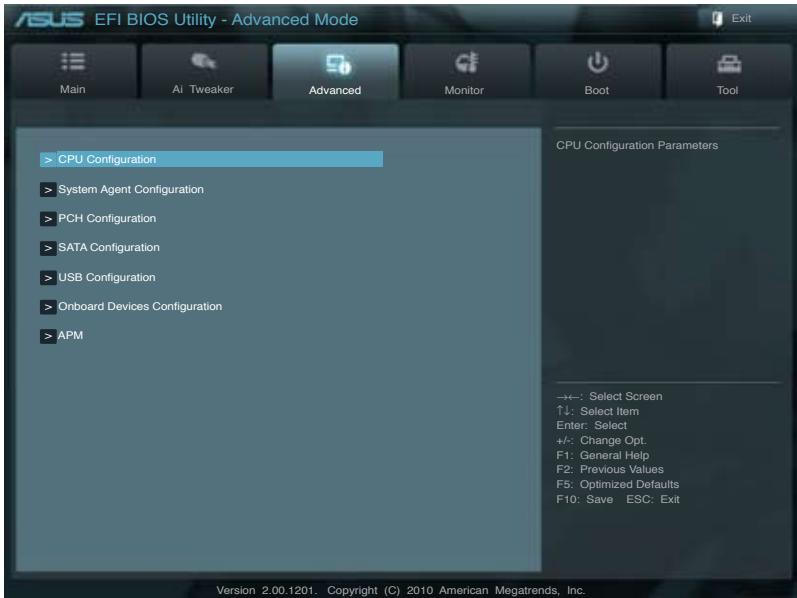 ASUS EFI BIOS Utility - Advanced Mode
Exit
Main
Ai Tweaker
Advanced
Monitor
Boot
Tool
> CPU Configuration
> System Agent Configuration
> PCH Configuration
> SATA Configuration
> USB Configuration
> Onboard Devices Configuration
> APM
CPU Configuration Parameters
→←: Select Screen
↑↓: Select Item
Enter: Select
+/-: Change Opt.
F1: General Help
F2: Previous Values
F5: Optimized Defaults
F10: Save ESC: Exit
Version 2.00.1201. Copyright (C) 2010 American Megatrends, Inc.